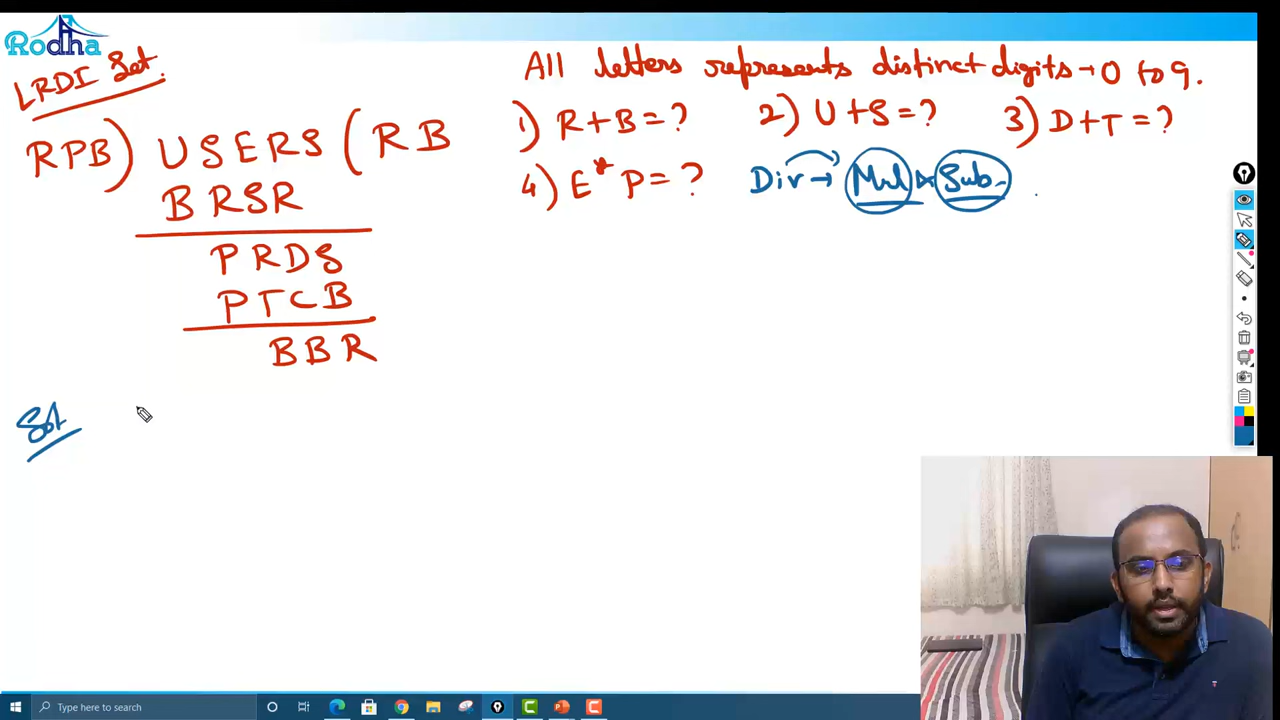 Rodha
LRDI Set.
All letters represents distinct digits → 0 to 9.
1) R+B=? 2) U+S=? 3) D+T=?
4) E*P=? Div → Mul Sub.
RPB) USERS (RB
BRSR
PRDS
PTCB
BBR
Sol
Type here to search